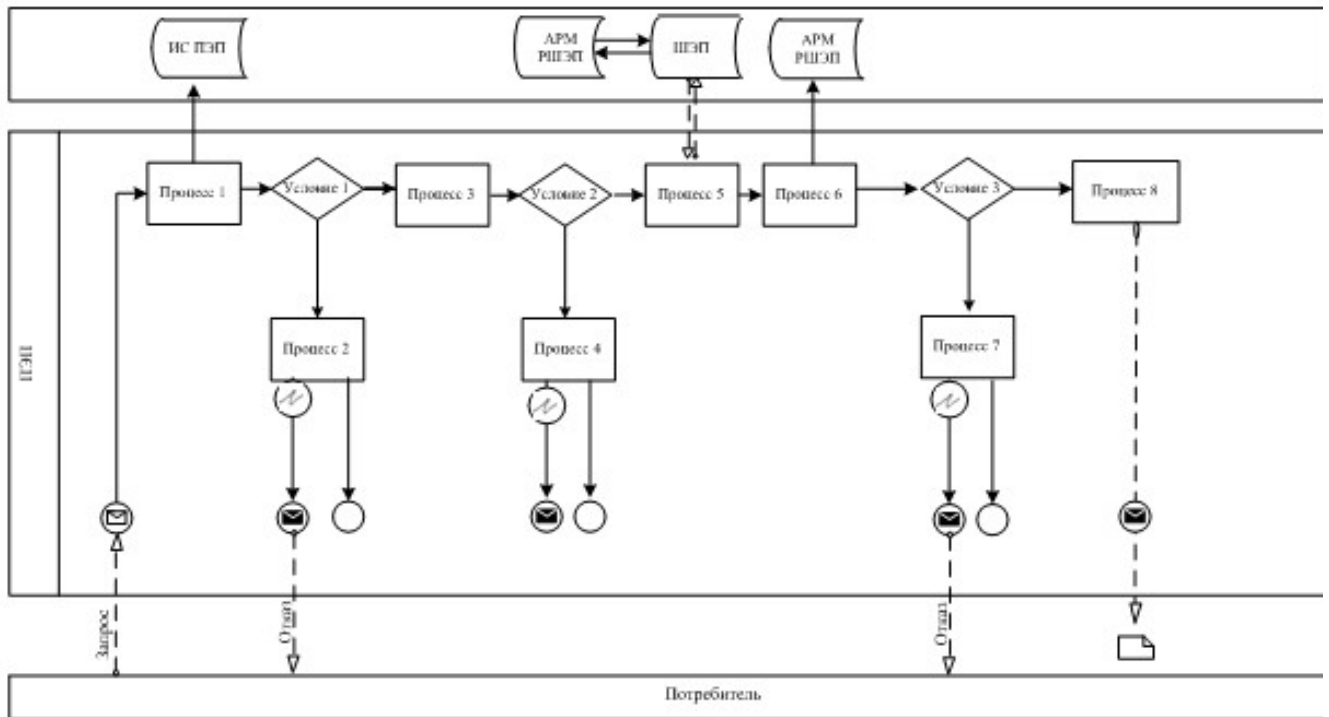 ИС ПЭП
АРМ
РШЭП
ШЭП
АРМ
РШЭП
Процесс 1
Условие 1
Процесс 3
Условие 2
Процесс 5
Процесс 6
Условие 3
Процесс 8
Процесс 2
Процесс 4
Процесс 7
Запрос
Отказ
Отказ
Потребитель